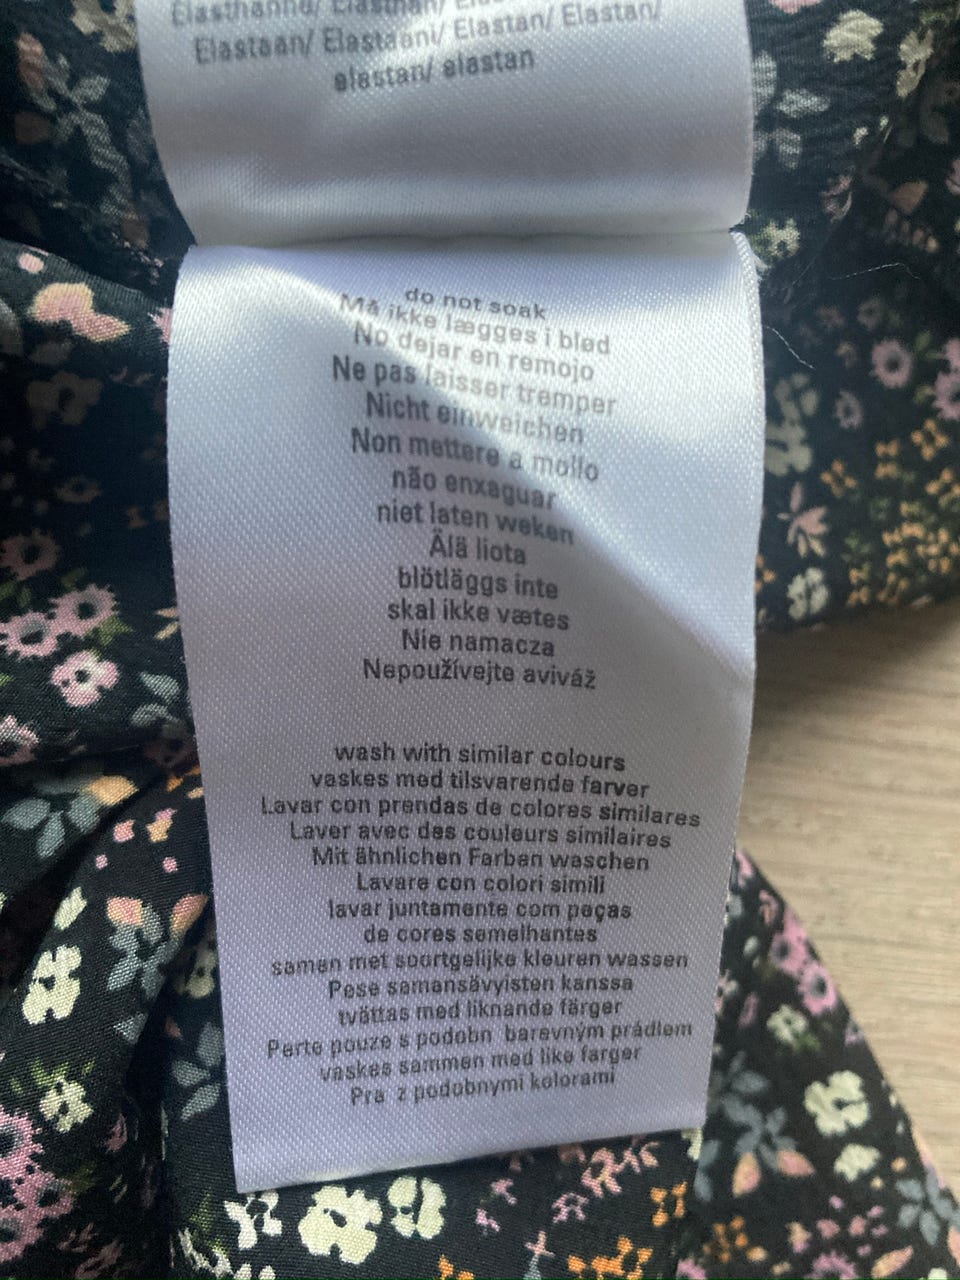 Élasthanne/ Elasthan/
Elastaan/ Elastaani/ Elastan/ Elastan/
elastan/ elastan
do not soak
Må ikke lægges i blød
No dejar en remojo
Ne pas laisser tremper
Nicht einweichen
Non mettere a mollo
não enxaguar
niet laten weken
Älä liota
blötläggs inte
skal ikke vætes
Nie namacza
Nepoužívejte aviváž
wash with similar colours
vaskes med tilsvarende farver
Lavar con prendas de colores similares
Laver avec des couleurs similaires
Mit ähnlichen Farben waschen
Lavare con colori simili
lavar juntamente com peças
de cores semelhantes
samen met soortgelijke kleuren wassen
Pese samansävyisten kanssa
tvättas med liknande färger
Perte pouze s podobn barevným prádlem
vaskes sammen med like farger
Pra z podobnymi kolorami